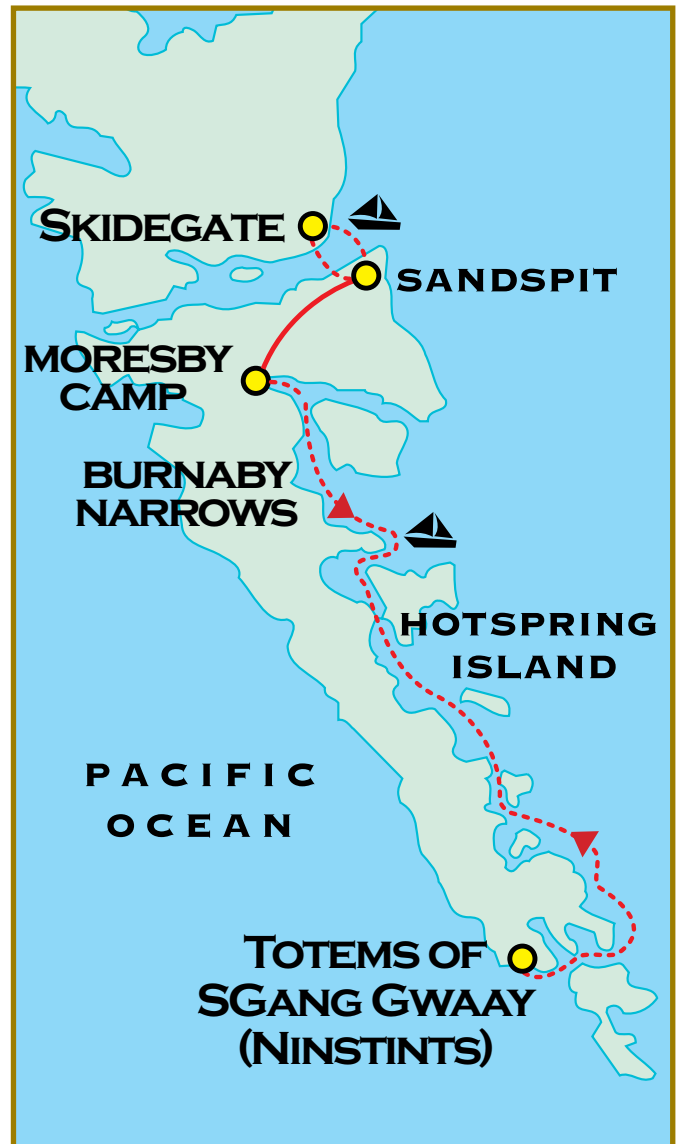 SKIDEGATE
SANDSPIT
MORESBY
CAMP
BURNABY
NARROWS
HOTSPRING
ISLAND
PACIFIC
OCEAN
TOTEMS OF
SGANG GWAAY
(NINSTINTS)